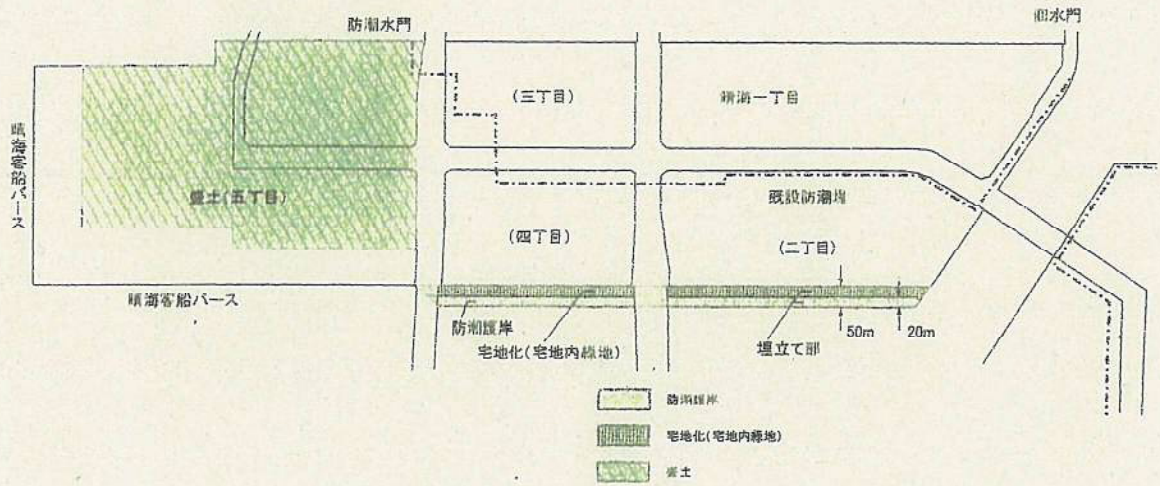 防潮水門
水門
(三丁目)
晴海一丁目
晴海客船バース
盛土(五丁目)
既設防潮堤
(四丁目)
(二丁目)
晴海客船バース
防潮護岸
50m
20m
宅地化(宅地内緑地)
埋立て部
防潮護岸
宅地化(宅地内緑地)
盛土